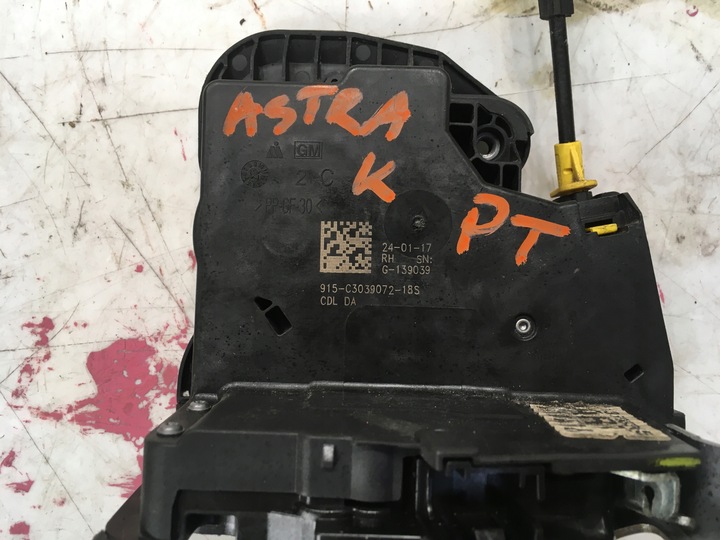 ASTRA
K
PT
GM
24-01-17
RH SN:
G-139039
915-C3039072-18S
CDL DA